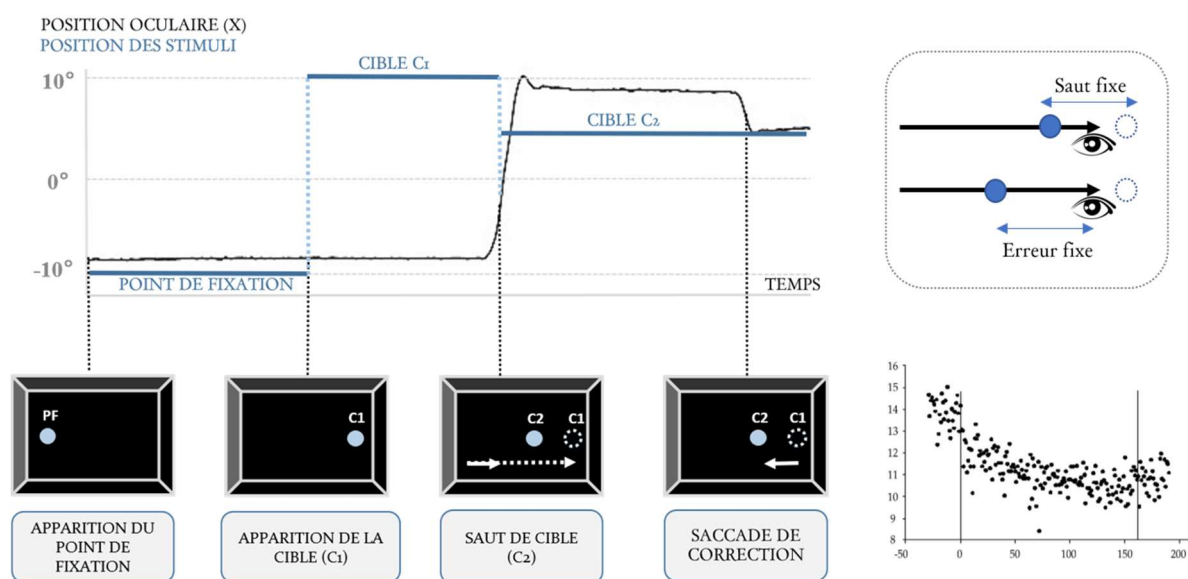 POSITION OCULAIRE (X)
POSITION DES STIMULI
CIBLE C1
10°
CIBLE C2
0°
-10°
POINT DE FIXATION
TEMPS
Saut fixe
Erreur fixe
PF
C1
C2
C1
C2
C1
APPARITION DU
POINT DE
FIXATION
APPARITION DE LA
CIBLE (C1)
SAUT DE CIBLE
(C2)
SACCADE DE
CORRECTION
16
15
14
13
12
11
10
9
8
-50
0
50
100
150
200